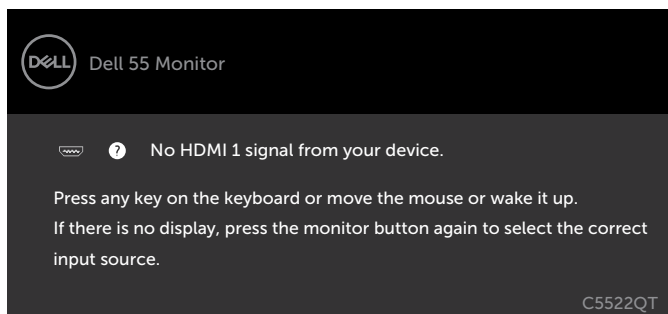 DELL
Dell 55 Monitor
? No HDMI 1 signal from your device.
Press any key on the keyboard or move the mouse or wake it up.
If there is no display, press the monitor button again to select the correct
input source.
C5522QT